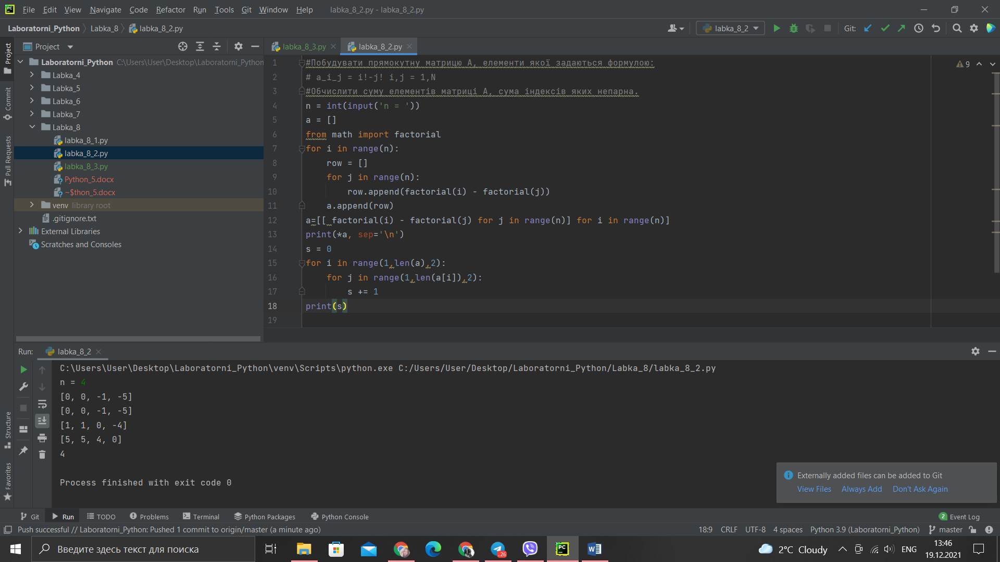 File Edit View Navigate Code Refactor Run Tools Git Window Help labka_8_2.py - labka_8_2.py
Laboratorni_Python Labka_8 labka_8_2.py labka_8_2 Git:
Project labka_8_3.py labka_8_2.py
Laboratorni_Python C:\Users\User\Desktop\Laboratorni_Python
Labka_4
Labka_5
Labka_6
Labka_7
Labka_8
labka_8_1.py
labka_8_2.py
labka_8_3.py
Python_5.docx
~$thon_5.docx
venv library root
.gitignore.txt
External Libraries
Scratches and Consoles
Project
Commit
Pull Requests
Structure
Favorites
1 #Побудувати прямокутну матрицю А, елементи якої задаються формулою:
9
2 # a_i_j = i!-j! i,j = 1,N
3 #Обчислити суму елементів матриці А, сума індексів яких непарна.
4 n = int(input('n = '))
5 a = []
6 from math import factorial
7 for i in range(n):
8 row = []
9 for j in range(n):
10 row.append(factorial(i) - factorial(j))
11 a.append(row)
12 a=[[ factorial(i) - factorial(j) for j in range(n)] for i in range(n)]
13 print(*a, sep='\n')
14 s = 0
15 for i in range(1,len(a),2):
16 for j in range(1,len(a[i]),2):
17 s += 1
18 print(s)
19
Run: labka_8_2
C:\Users\User\Desktop\Laboratorni_Python\venv\Scripts\python.exe C:/Users/User/Desktop/Laboratorni_Python/Labka_8/labka_8_2.py
n = 4
[0, 0, -1, -5]
[0, 0, -1, -5]
[1, 1, 0, -4]
[5, 5, 4, 0]
4
Process finished with exit code 0
Externally added files can be added to Git
View Files Always Add Don't Ask Again
Git Run TODO Problems Terminal Python Packages Python Console 2 Event Log
Push successful // Laboratorni_Python: Pushed 1 commit to origin/master (a minute ago) 18:9 CRLF UTF-8 4 spaces Python 3.9 (Laboratorni_Python) master
Введите здесь текст для поиска PC ..26 2°C Cloudy ENG 13:46
19.12.2021